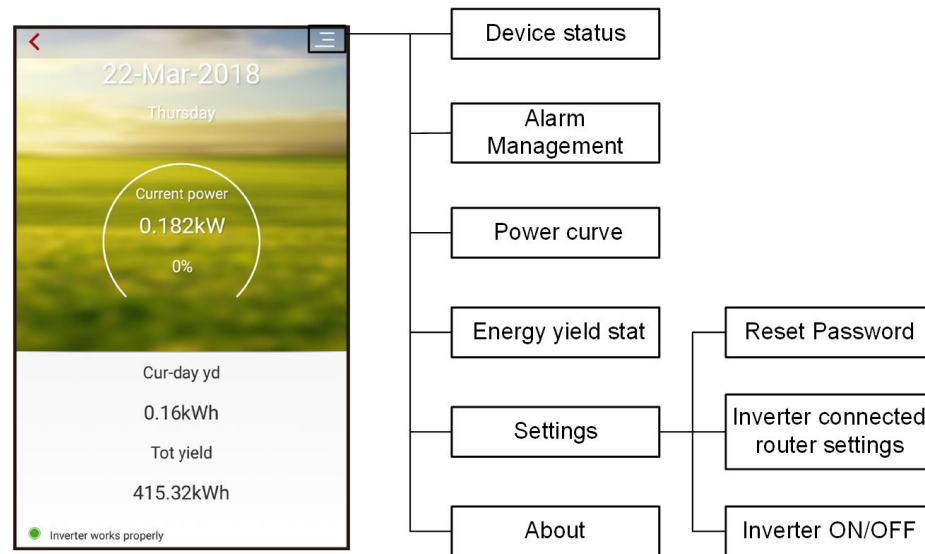 22-Mar-2018
Thursday
Current power
0.182kW
0%
Cur-day yd
0.16kWh
Tot yield
415.32kWh
Inverter works properly
Device status
Alarm
Management
Power curve
Energy yield stat
Settings
About
Reset Password
Inverter connected
router settings
Inverter ON/OFF